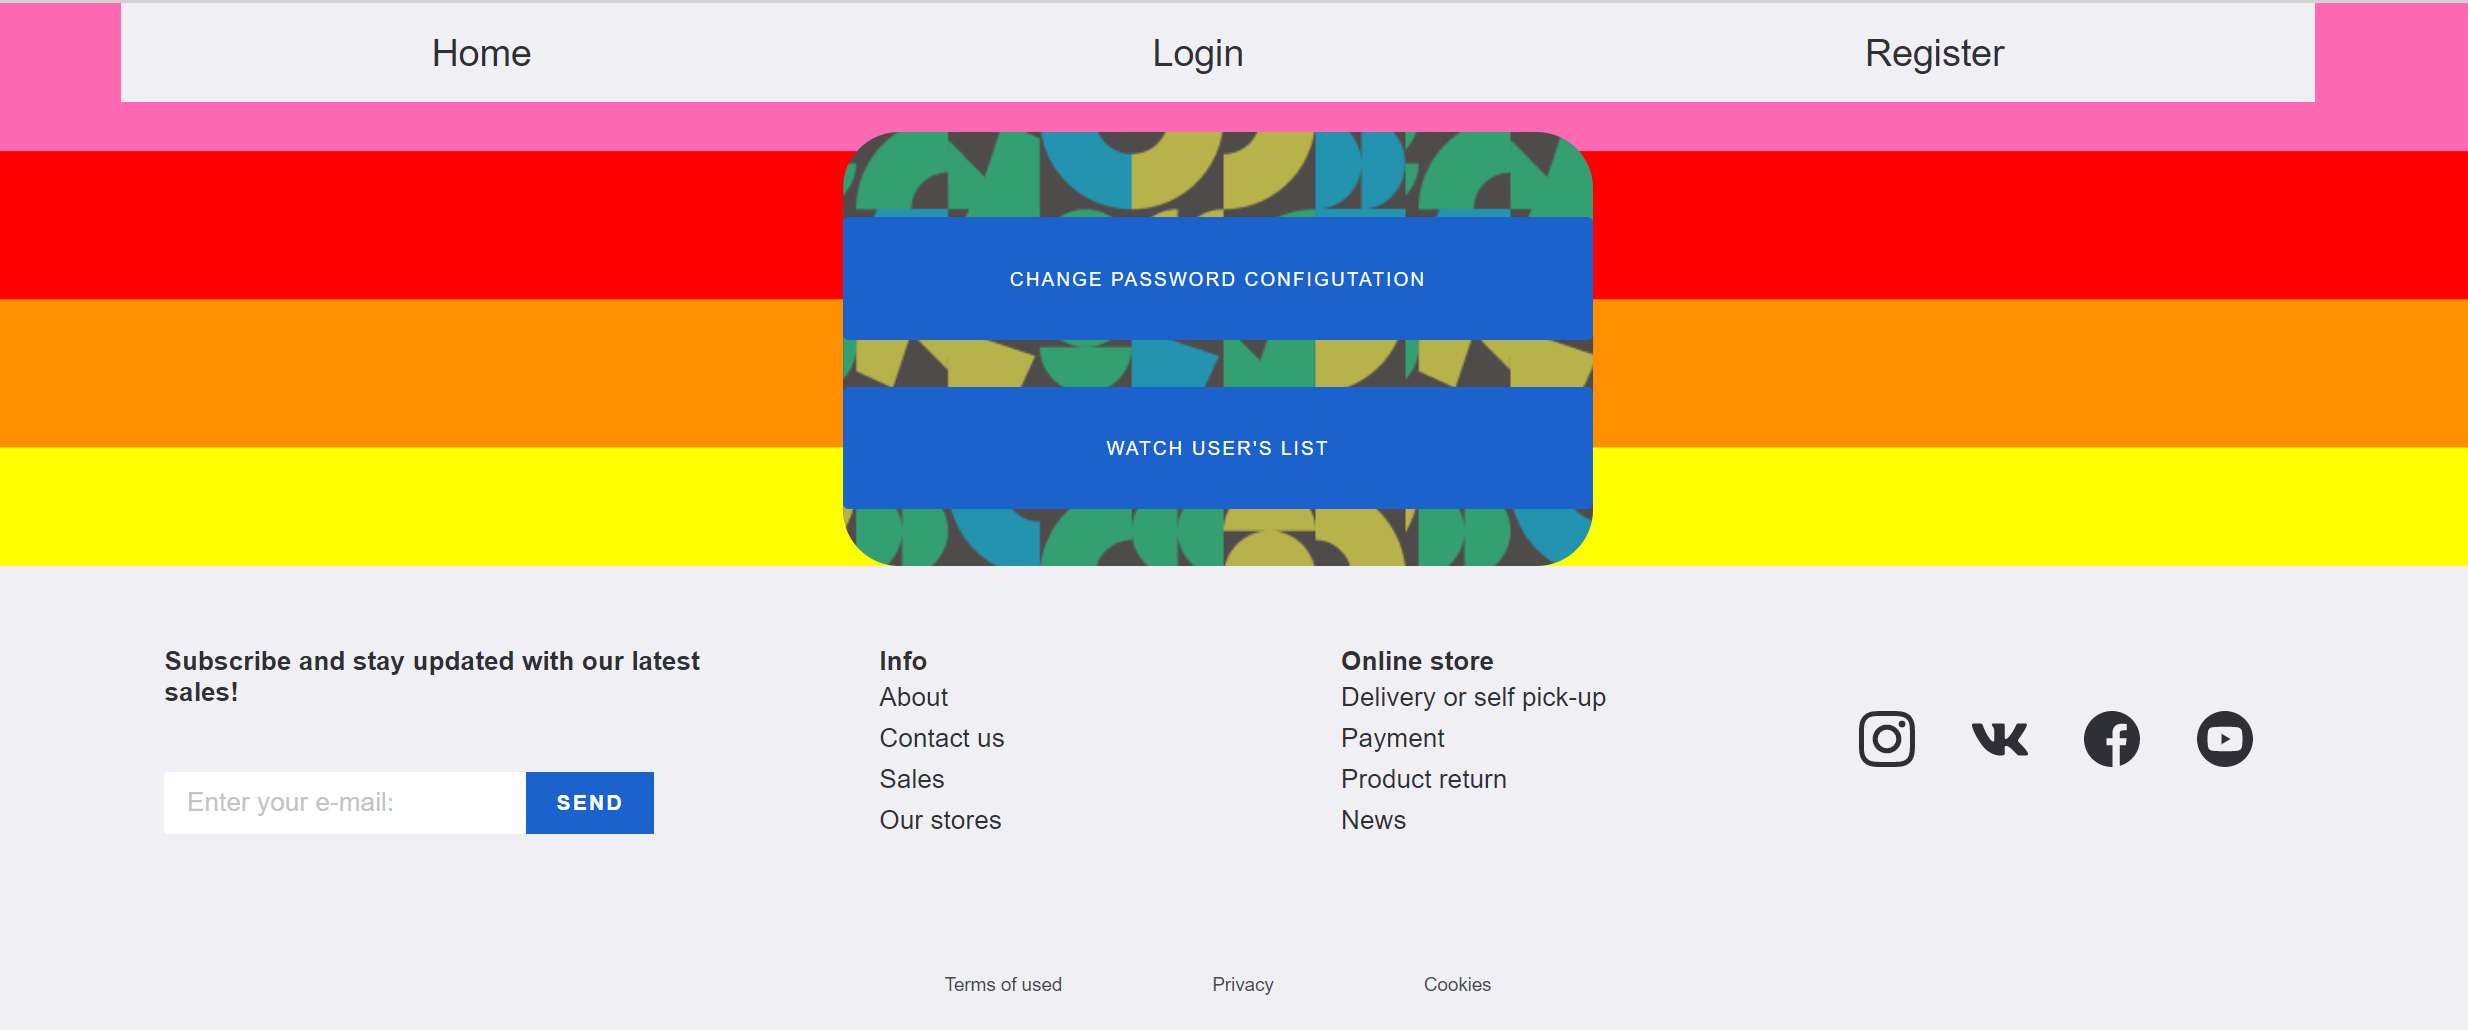 Home
Login
Register
CHANGE PASSWORD CONFIGUTATION
WATCH USER'S LIST
Subscribe and stay updated with our latest
sales!
Enter your e-mail:
SEND
Info
About
Contact us
Sales
Our stores
Online store
Delivery or self pick-up
Payment
Product return
News
Terms of used
Privacy
Cookies